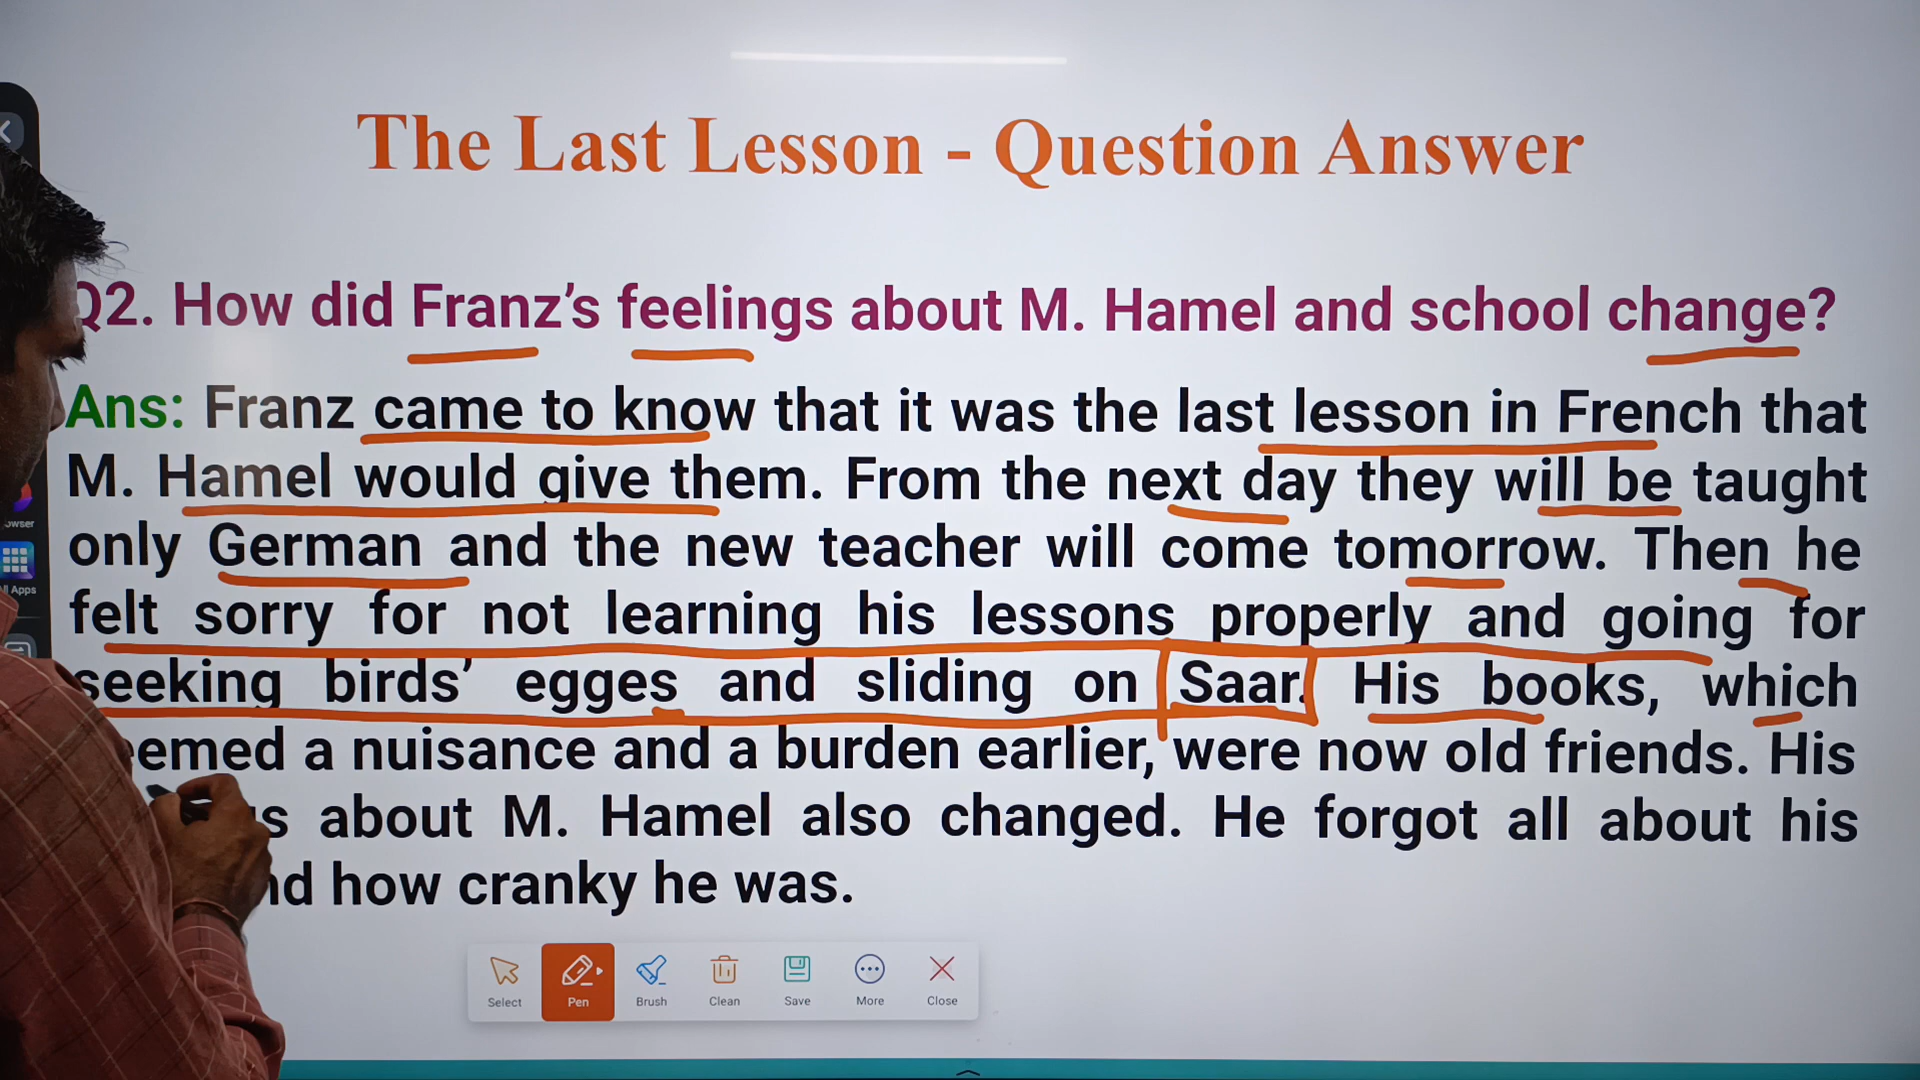 The Last Lesson - Question Answer
Q2. How did Franz’s feelings about M. Hamel and school change?
Ans: Franz came to know that it was the last lesson in French that
M. Hamel would give them. From the next day they will be taught
only German and the new teacher will come tomorrow. Then he
felt sorry for not learning his lessons properly and going for
seeking birds’ egges and sliding on Saar. His books, which
a nuisance and a burden earlier, were now old friends. His
about M. Hamel also changed. He forgot all about his
how cranky he was.
Select Pen Brush Clean Save More Close